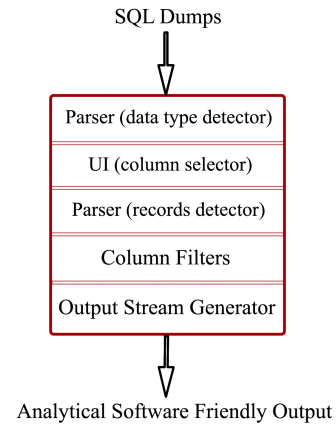 SQL Dumps
Parser (data type detector)
UI (column selector)
Parser (records detector)
Column Filters
Output Stream Generator
Analytical Software Friendly Output